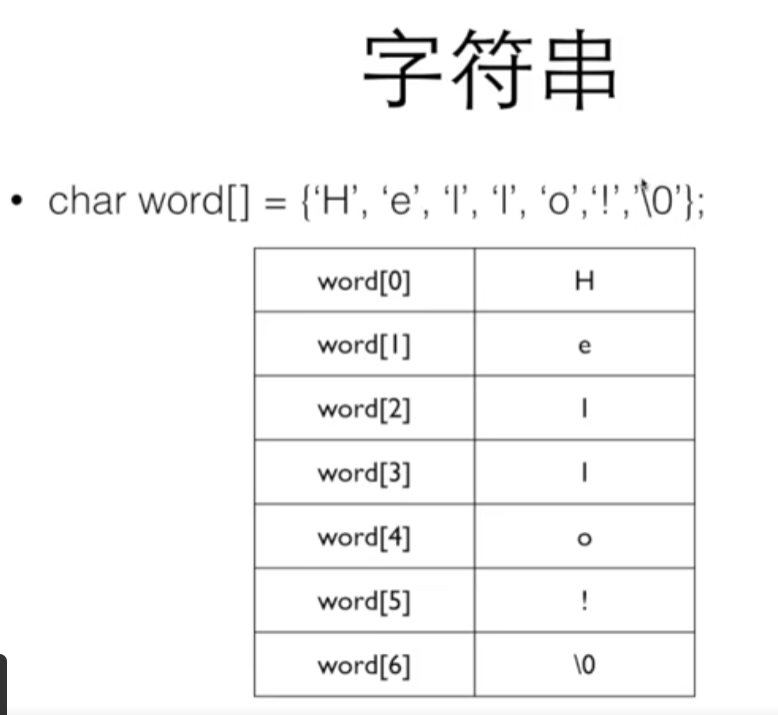 字符串
• char word[] = {‘H’, ‘e’, ‘l’, ‘l’, ‘o’,‘!’,’\0’};
word[0] H
word[1] e
word[2] l
word[3] l
word[4] o
word[5] !
word[6] \0